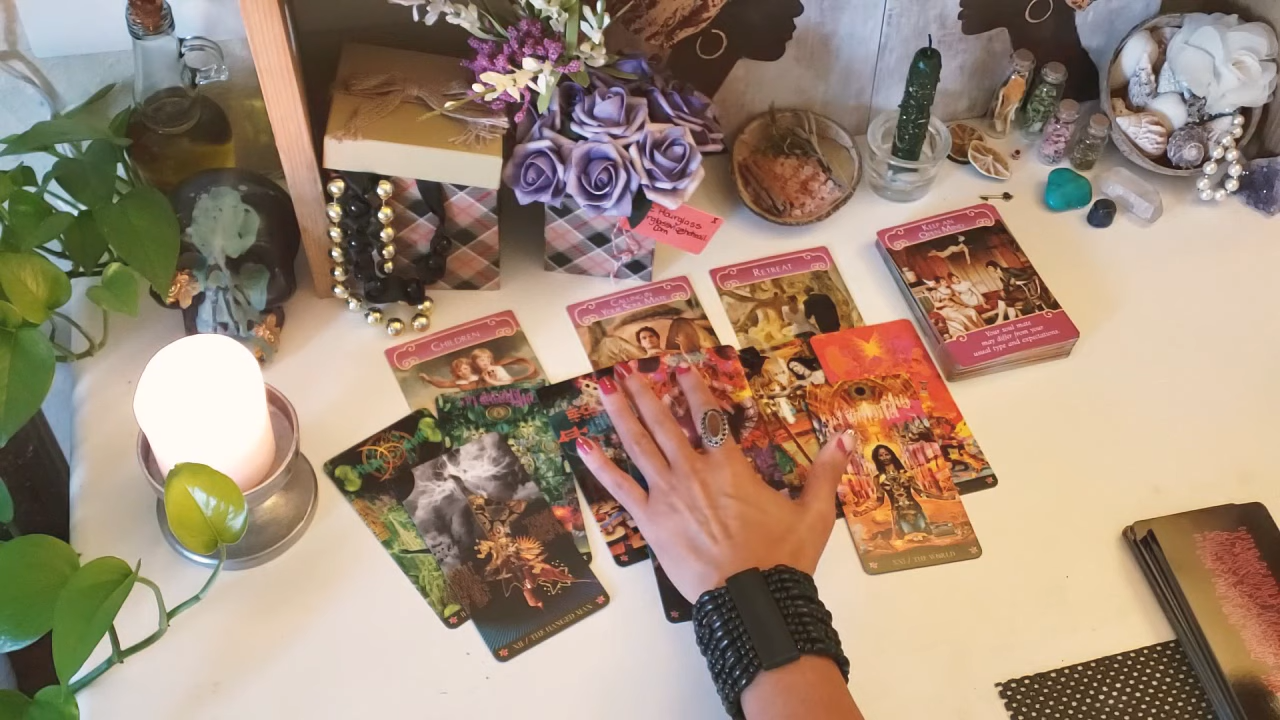 Hourglass
KEEP AN
OPEN MIND
Your soul mate
may differ from your
usual type and expectations.
RETREAT
CALLING IN
YOUR SOUL MATE
CHILDREN
XII / THE HANGED MAN
XXI / THE WORLD